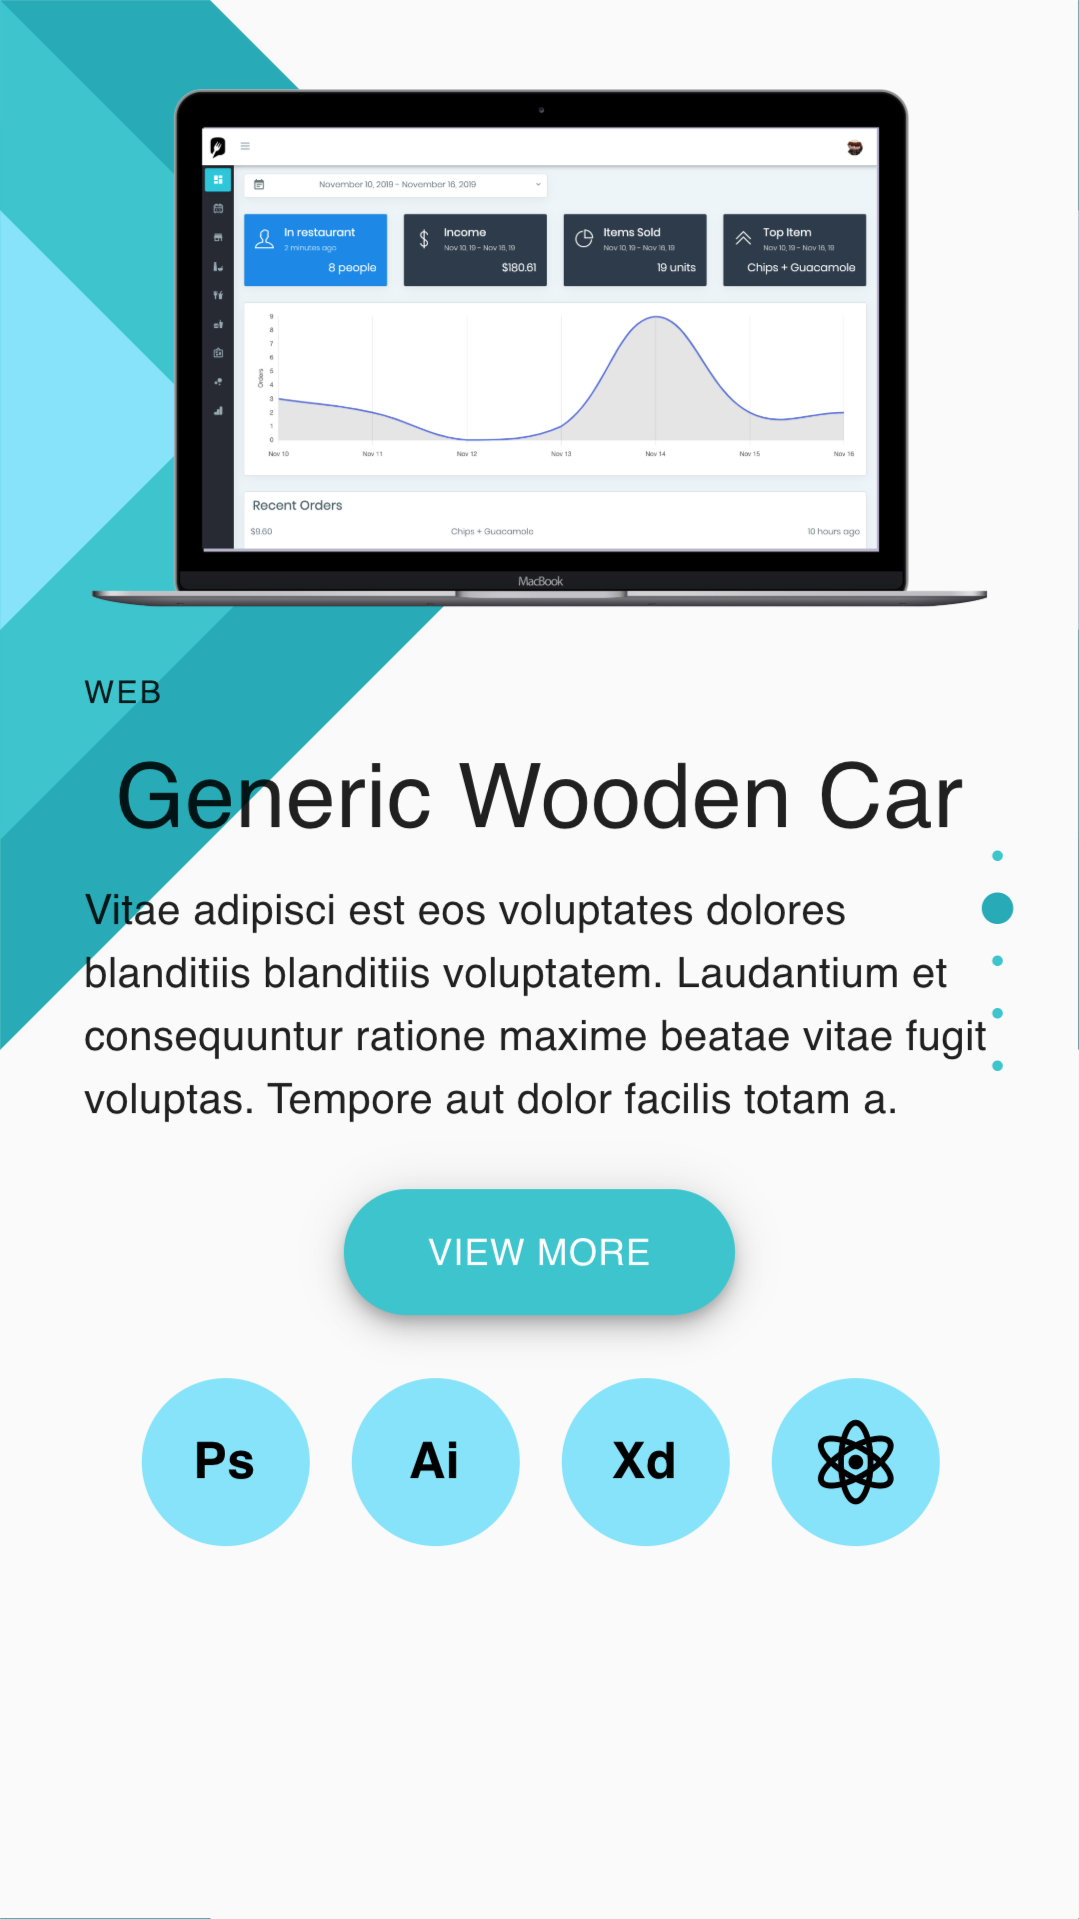 November 10, 2019 - November 16, 2019
In restaurant
2 minutes ago
8 people
Income
Nov 10, 19 - Nov 16, 19
$180.61
Items Sold
Nov 10, 19 - Nov 16, 19
19 units
Top Item
Nov 10, 19 - Nov 16, 19
Chips + Guacamole
Orders
9
8
7
6
5
4
3
2
1
0
Nov 10 Nov 11 Nov 12 Nov 13 Nov 14 Nov 15 Nov 16
Recent Orders
$9.60 Chips + Guacamole 10 hours ago
MacBook
WEB
Generic Wooden Car
Vitae adipisci est eos voluptates dolores
blanditiis blanditiis voluptatem. Laudantium et
consequuntur ratione maxime beatae vitae fugit
voluptas. Tempore aut dolor facilis totam a.
VIEW MORE
Ps Ai Xd